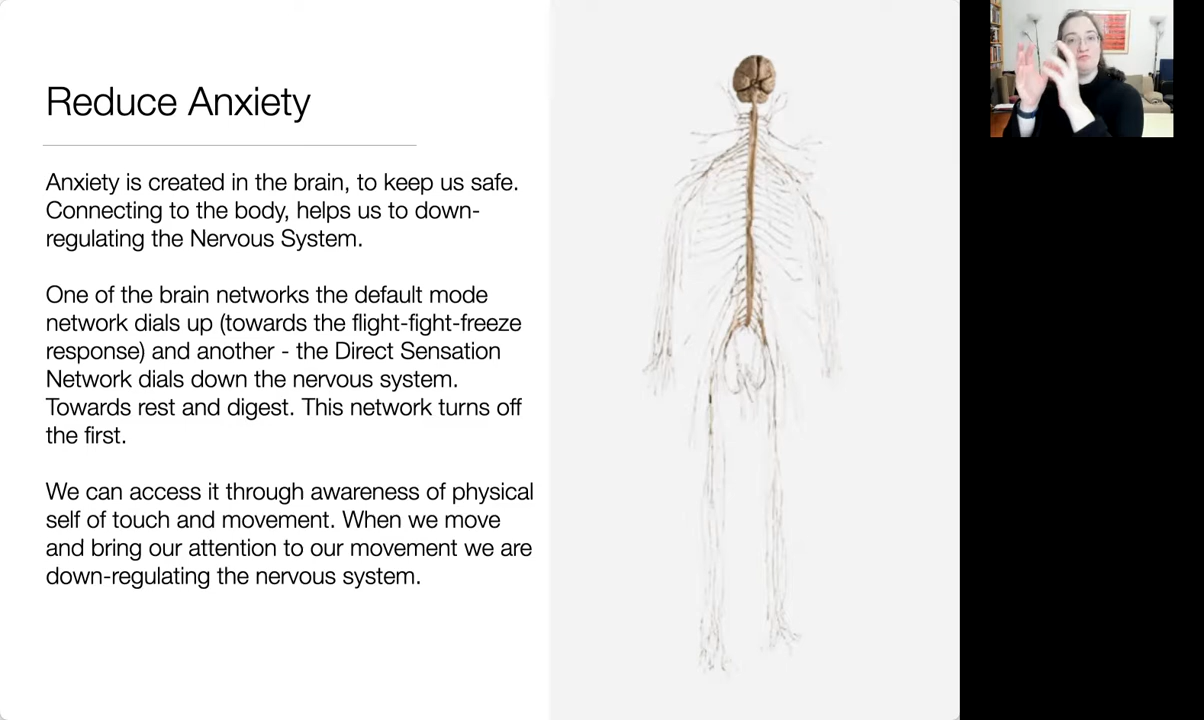 Reduce Anxiety
Anxiety is created in the brain, to keep us safe.
Connecting to the body, helps us to down-
regulating the Nervous System.
One of the brain networks the default mode
network dials up (towards the flight-fight-freeze
response) and another - the Direct Sensation
Network dials down the nervous system.
Towards rest and digest. This network turns off
the first.
We can access it through awareness of physical
self of touch and movement. When we move
and bring our attention to our movement we are
down-regulating the nervous system.